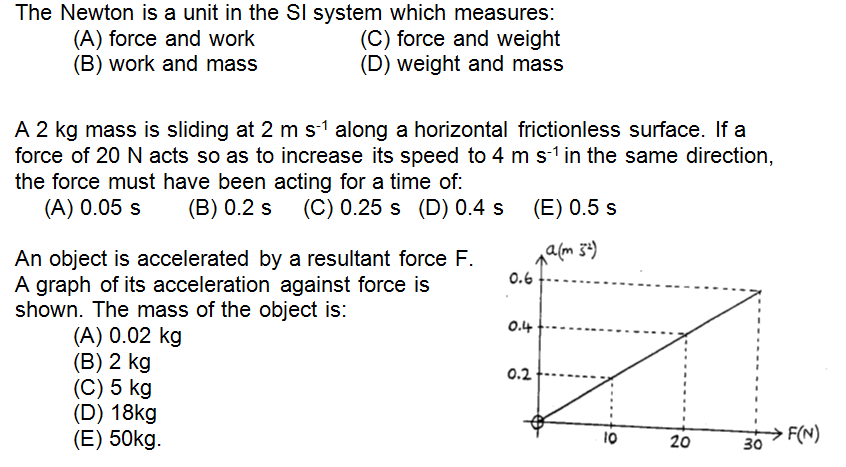 The Newton is a unit in the SI system which measures:
(A) force and work (C) force and weight
(B) work and mass (D) weight and mass
A 2 kg mass is sliding at 2 m s⁻¹ along a horizontal frictionless surface. If a
force of 20 N acts so as to increase its speed to 4 m s⁻¹ in the same direction,
the force must have been acting for a time of:
(A) 0.05 s (B) 0.2 s (C) 0.25 s (D) 0.4 s (E) 0.5 s
An object is accelerated by a resultant force F.
A graph of its acceleration against force is
shown. The mass of the object is:
(A) 0.02 kg
(B) 2 kg
(C) 5 kg
(D) 18kg
(E) 50kg.
a(m s⁻²)
0.6
0.4
0.2
10 20 30 F(N)